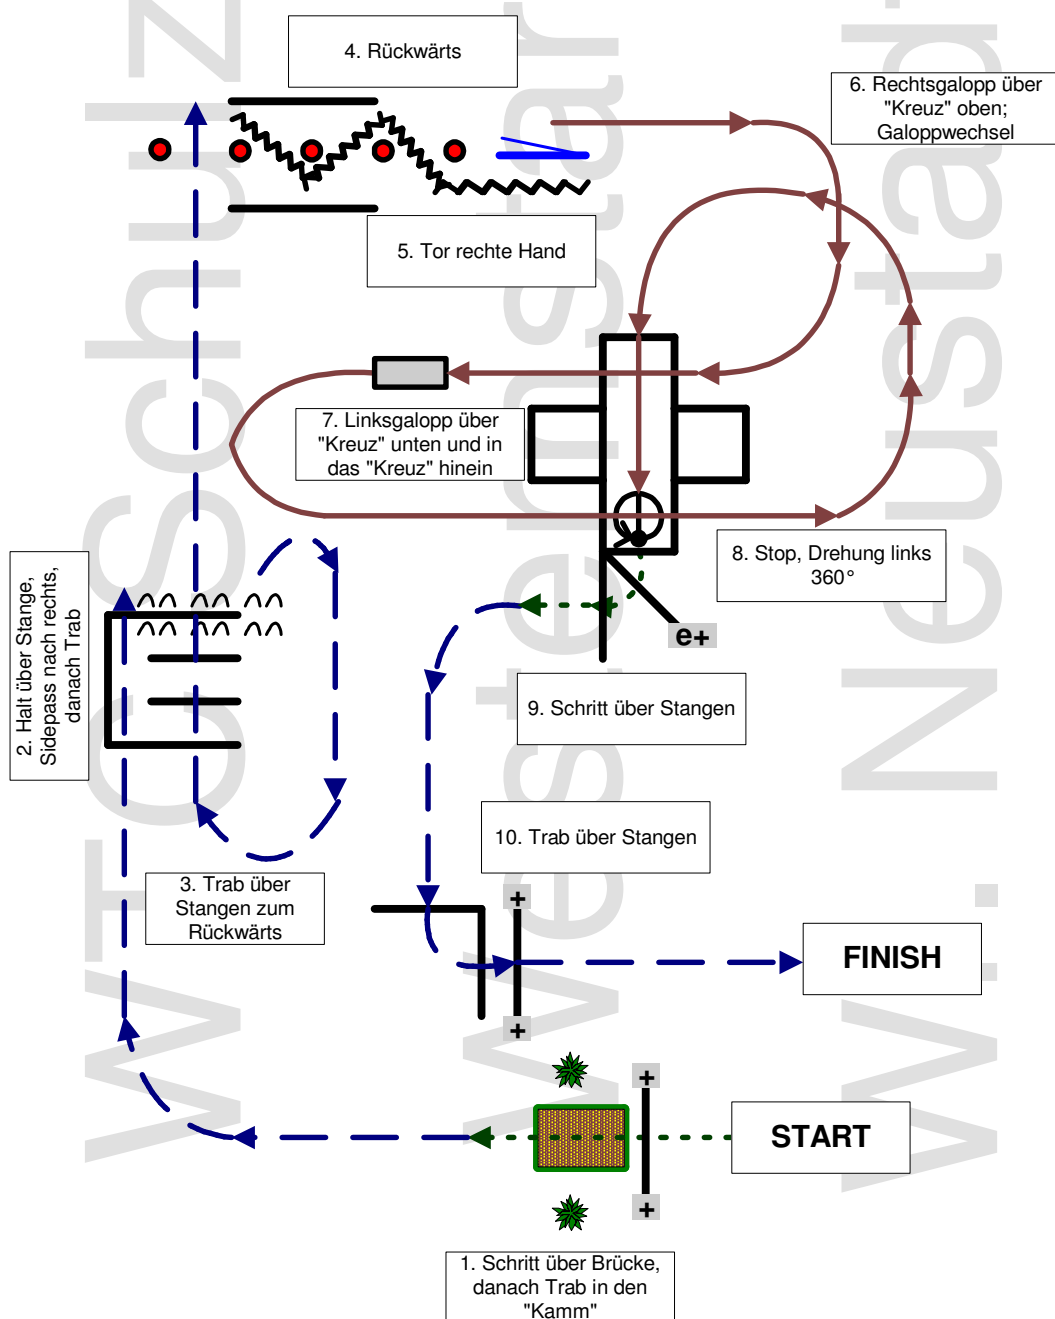 4. Rückwärts
6. Rechtsgalopp über
"Kreuz" oben;
Galoppwechsel
5. Tor rechte Hand
7. Linksgalopp über
"Kreuz" unten und in
das "Kreuz" hinein
8. Stop, Drehung links
360°
2. Halt über Stange,
Sidepass nach rechts,
danach Trab
e+
9. Schritt über Stangen
10. Trab über Stangen
3. Trab über
Stangen zum
Rückwärts
+
+
FINISH
+
START
+
1. Schritt über Brücke,
danach Trab in den
"Kamm"